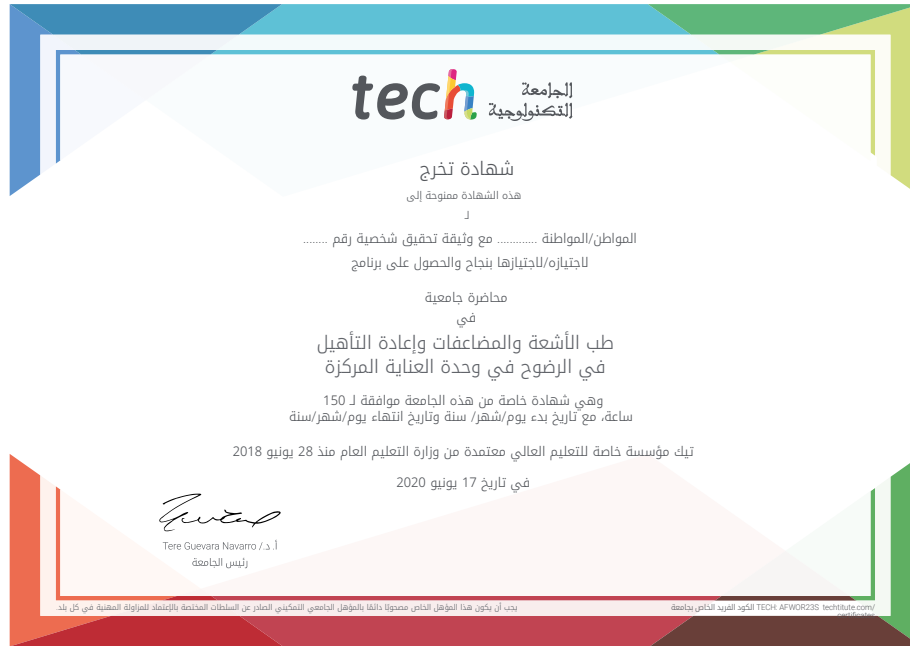 tech الجامعة
التكنولوجية
شهادة تخرج
هذه الشهادة ممنوحة إلى
لـ
المواطن/المواطنة ............ مع وثيقة تحقيق شخصية رقم ........
لاجتيازه/لاجتيازها بنجاح والحصول على برنامج
محاضرة جامعية
في
طب الأشعة والمضاعفات وإعادة التأهيل
في الرضوح في وحدة العناية المركزة
وهي شهادة خاصة من هذه الجامعة موافقة لـ 150
ساعة، مع تاريخ بدء يوم/شهر/ سنة وتاريخ انتهاء يوم/شهر/سنة
تيك مؤسسة خاصة للتعليم العالي معتمدة من وزارة التعليم العام منذ 28 يونيو 2018
في تاريخ 17 يونيو 2020
أ. د./ Tere Guevara Navarro
رئيس الجامعة
يجب أن يكون هذا المؤهل الخاص مصحوبًا دائمًا بالمؤهل الجامعي التمكيني الصادر عن السلطات المختصة بالإعتماد للمزاولة المهنية في كل بلد.
الكود الفريد الخاص بجامعة TECH: AFWOR23S techtitute.com/
certificates